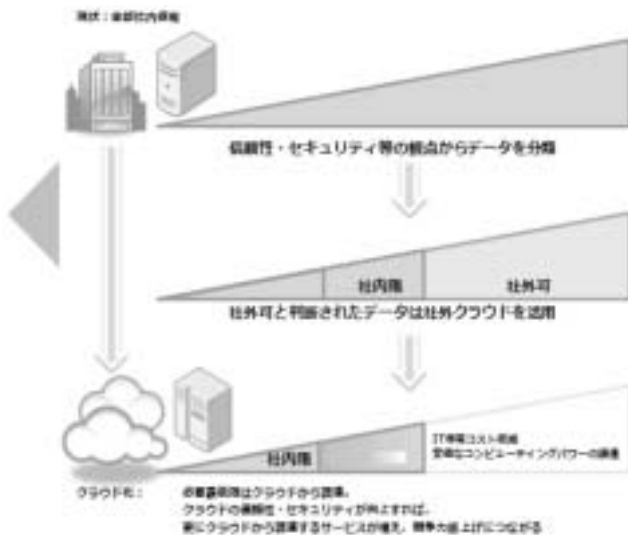 現状：全部社内保有
信頼性・セキュリティ等の観点からデータを分類
社内限
社外可
社外可と判断されたデータは社外クラウドを活用
社内限
IT保有コスト削減
安価なコンピューティングパワーの調達
クラウド化：
必要最低限はクラウドから調達。
クラウドの信頼性・セキュリティが向上すれば、
更にクラウドから調達するサービスが増え、競争力底上げにつながる